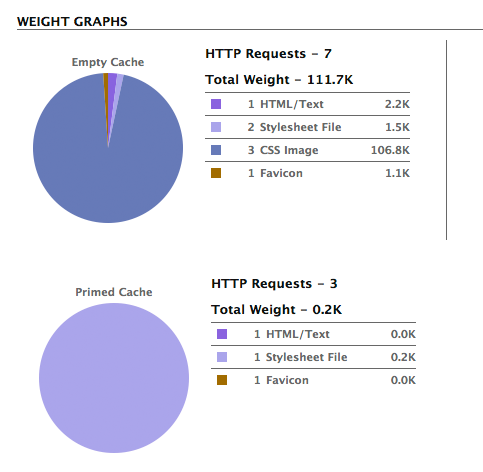 WEIGHT GRAPHS
Empty Cache
HTTP Requests – 7
Total Weight – 111.7K
1 HTML/Text 2.2K
2 Stylesheet File 1.5K
3 CSS Image 106.8K
1 Favicon 1.1K
Primed Cache
HTTP Requests – 3
Total Weight – 0.2K
1 HTML/Text 0.0K
1 Stylesheet File 0.2K
1 Favicon 0.0K